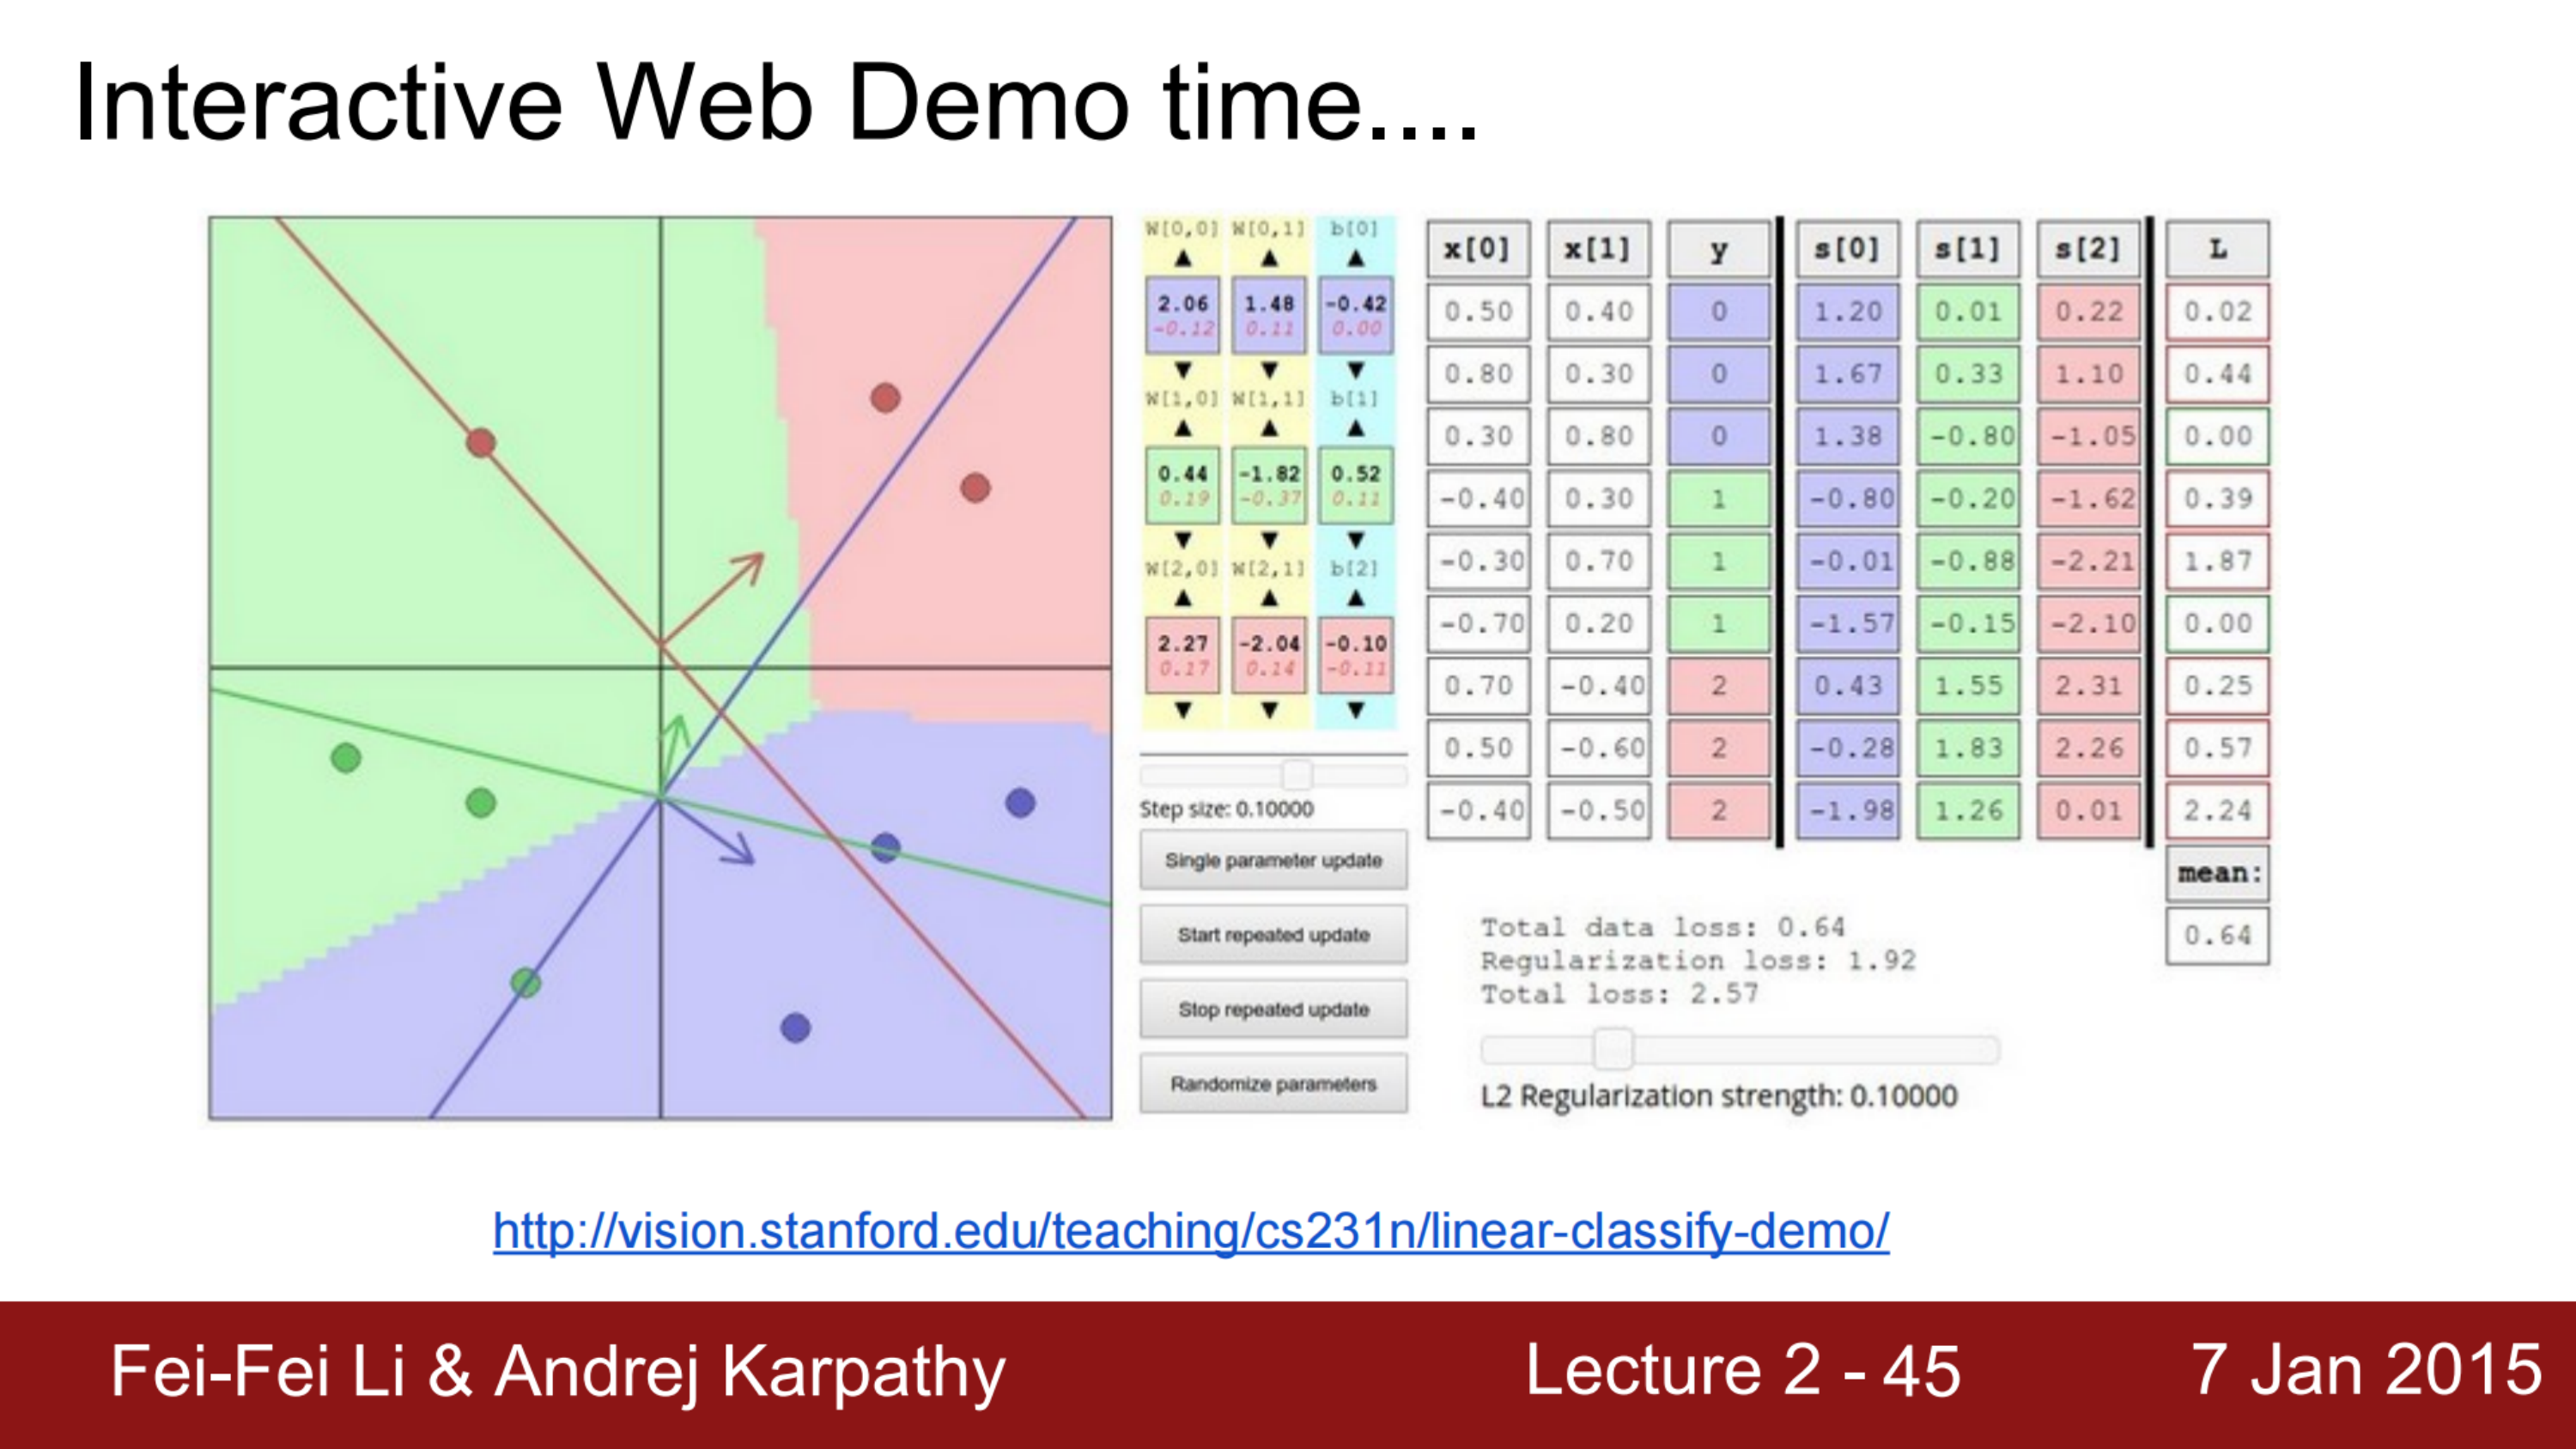 Interactive Web Demo time....
W[0,0] W[0,1] b[0]
2.06 1.48 -0.42
-0.12 0.11 0.00
W[1,0] W[1,1] b[1]
0.44 -1.82 0.52
0.19 -0.37 0.11
W[2,0] W[2,1] b[2]
2.27 -2.04 -0.10
0.17 0.14 -0.11
Step size: 0.10000
Single parameter update
Start repeated update
Stop repeated update
Randomize parameters
x[0] x[1] y s[0] s[1] s[2] L
0.50 0.40 0 1.20 0.01 0.22 0.02
0.80 0.30 0 1.67 0.33 1.10 0.44
0.30 0.80 0 1.38 -0.80 -1.05 0.00
-0.40 0.30 1 -0.80 -0.20 -1.62 0.39
-0.30 0.70 1 -0.01 -0.88 -2.21 1.87
-0.70 0.20 1 -1.57 -0.15 -2.10 0.00
0.70 -0.40 2 0.43 1.55 2.31 0.25
0.50 -0.60 2 -0.28 1.83 2.26 0.57
-0.40 -0.50 2 -1.98 1.26 0.01 2.24
mean:
0.64
Total data loss: 0.64
Regularization loss: 1.92
Total loss: 2.57
L2 Regularization strength: 0.10000
http://vision.stanford.edu/teaching/cs231n/linear-classify-demo/
Fei-Fei Li & Andrej Karpathy Lecture 2 - 45 7 Jan 2015